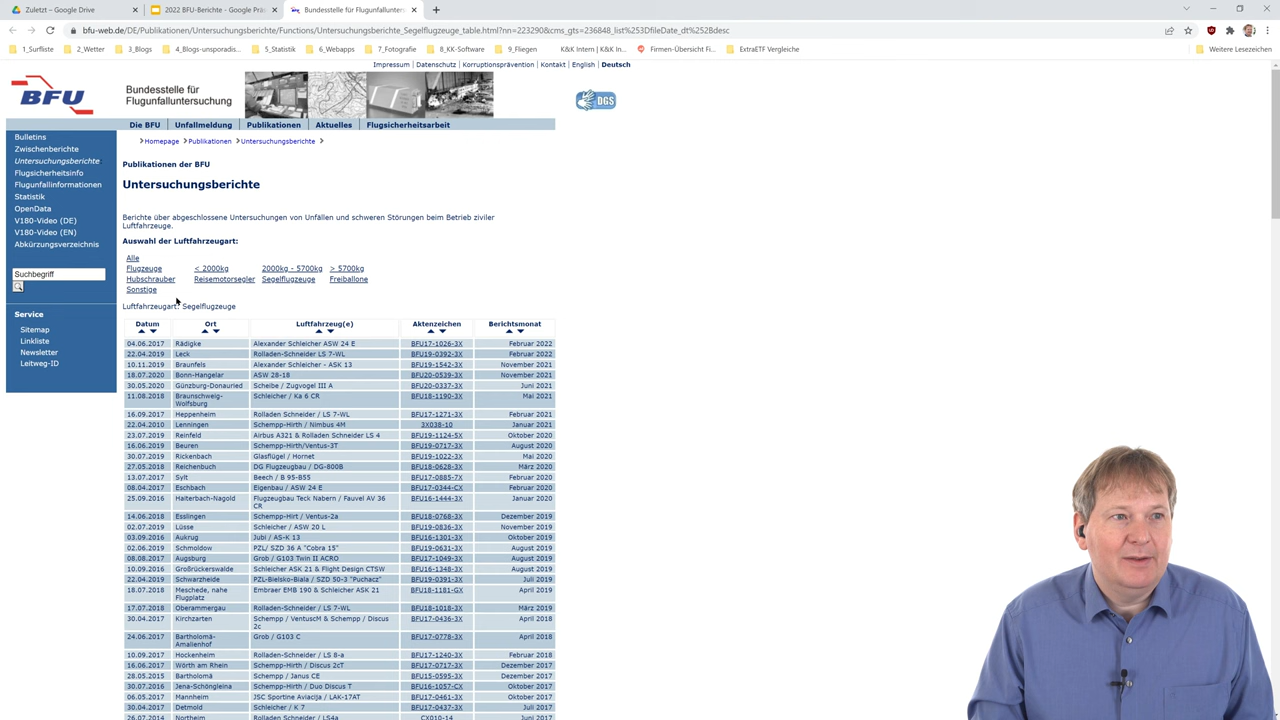 Zuletzt – Google Drive
2022 BFU-Berichte - Google Prä
Bundesstelle für Flugunfallunters
bfu-web.de/DE/Publikationen/Untersuchungsberichte/Functions/Untersuchungsberichte_Segelflugzeuge_table.html?nn=223290&cms_gts=236848_list%253DfileDate_dt%252Bdesc
1_Surfliste
2_Wetter
3_Blogs
4_Blogs-unsporadis...
5_Statistik
6_Webapps
7_Fotografie
8_KK-Software
9_Fliegen
K&K Intern | K&K In...
Firmen-Übersicht Fi...
ExtraETF Vergleiche
Weitere Lesezeichen
Impressum | Datenschutz | Korruptionsprävention | Kontakt | English | Deutsch
BFU
Bundesstelle für
Flugunfalluntersuchung
DGS
Die BFU | Unfallmeldung | Publikationen | Aktuelles | Flugsicherheitsarbeit
Homepage Publikationen Untersuchungsberichte
Bulletins
Zwischenberichte
Untersuchungsberichte
Flugsicherheitsinfo
Flugunfallinformationen
Statistik
OpenData
V180-Video (DE)
V180-Video (EN)
Abkürzungsverzeichnis
Suchbegriff
Service
Sitemap
Linkliste
Newsletter
Leitweg-ID
Publikationen der BFU
Untersuchungsberichte
Berichte über abgeschlossene Untersuchungen von Unfällen und schweren Störungen beim Betrieb ziviler
Luftfahrzeuge.
Auswahl der Luftfahrzeugart:
Alle
Flugzeuge < 2000kg 2000kg - 5700kg > 5700kg
Hubschrauber Reisemotorsegler Segelflugzeuge Freiballone
Sonstige
Luftfahrzeugart: Segelflugzeuge
Datum Ort Luftfahrzeug(e) Aktenzeichen Berichtsmonat
04.06.2017 Rädigke Alexander Schleicher ASW 24 E BFU17-1026-3X Februar 2022
22.04.2019 Leck Rolladen-Schneider LS 7-WL BFU19-0392-3X Februar 2022
10.11.2019 Braunfels Alexander Schleicher - ASK 13 BFU19-1542-3X November 2021
18.07.2020 Bonn-Hangelar ASW 28-18 BFU20-0539-3X November 2021
30.05.2020 Günzburg-Donauried Scheibe / Zugvogel III A BFU20-0337-3X Juni 2021
11.08.2018 Braunschweig-
Wolfsburg Schleicher / Ka 6 CR BFU18-1190-3X Mai 2021
16.09.2017 Heppenheim Rolladen Schneider / LS 7-WL BFU17-1271-3X Februar 2021
22.04.2010 Lenningen Schempp-Hirth / Nimbus 4M 3X038-10 Januar 2021
23.07.2019 Reinfeld Airbus A321 & Rolladen Schneider LS 4 BFU19-1124-5X Oktober 2020
16.06.2019 Beuren Schempp-Hirth/Ventus-3T BFU19-0717-3X August 2020
30.07.2019 Rickenbach Glasflügel / Hornet BFU19-1022-3X Mai 2020
27.05.2018 Reichenbuch DG Flugzeugbau / DG-800B BFU18-0628-3X März 2020
13.07.2017 Sylt Beech / B 95-B55 BFU17-0885-7X Februar 2020
08.04.2017 Eschbach Eigenbau / ASW 24 E BFU17-0344-CX Februar 2020
25.09.2016 Haiterbach-Nagold Flugzeugbau Teck Nabern / Fauvel AV 36
CR BFU16-1444-3X Januar 2020
14.06.2018 Esslingen Schempp-Hirt / Ventus-2a BFU18-0768-3X Dezember 2019
02.07.2019 Lüsse Schleicher / ASW 20 L BFU19-0836-3X November 2019
03.09.2016 Aukrug Jubi / AS-K 13 BFU16-1301-3X Oktober 2019
02.06.2019 Schmoldow PZL/ SZD 36 A "Cobra 15" BFU19-0631-3X August 2019
08.08.2017 Augsburg Grob / G103 Twin II ACRO BFU17-1049-3X August 2019
10.09.2016 Großrückerswalde Schleicher ASK 21 & Flight Design CTSW BFU16-1348-3X August 2019
22.04.2019 Schwarzheide PZL-Bielsko-Biala / SZD 50-3 "Puchacz" BFU19-0391-3X Juli 2019
18.07.2018 Meschede, nahe
Flugplatz Embraer EMB 190 & Schleicher ASK 21 BFU18-1181-GX April 2019
17.07.2018 Oberammergau Rolladen-Schneider / LS 7-WL BFU18-1018-3X März 2019
30.04.2017 Kirchzarten Schempp / VentuscM & Schempp / Discus
2c BFU17-0436-3X April 2018
24.06.2017 Bartholomä-
Amalienhof Grob / G103 C BFU17-0778-3X April 2018
10.09.2017 Hockenheim Rolladen-Schneider / LS 8-a BFU17-1240-3X Februar 2018
16.06.2017 Wörth am Rhein Schempp-Hirth / Discus 2cT BFU17-0717-3X Dezember 2017
28.05.2015 Bartholomä Schempp / Janus CE BFU15-0595-3X Dezember 2017
30.07.2016 Jena-Schöngleina Schempp-Hirth / Duo Discus T BFU16-1057-CX Oktober 2017
06.05.2017 Mannheim JSC Sportine Aviacija / LAK-17AT BFU17-0461-3X Oktober 2017
30.04.2017 Detmold Schleicher / K 7 BFU17-0437-3X Juli 2017
26.07.2014 Northeim Rolladen Schneider / LS4a CX010-14 Juni 2017